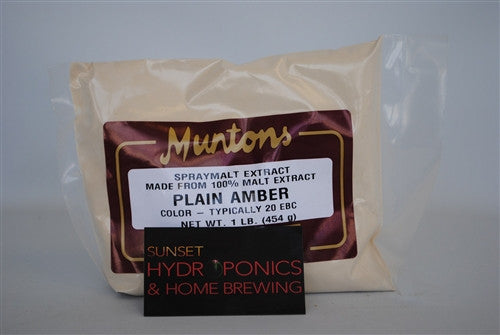 Muntons
SPRAYMALT EXTRACT
MADE FROM 100% MALT EXTRACT
PLAIN AMBER
COLOR — TYPICALLY 20 EBC
NET WT. 1 LB. (454 g)
SUNSET
HYDROPONICS
& HOME BREWING